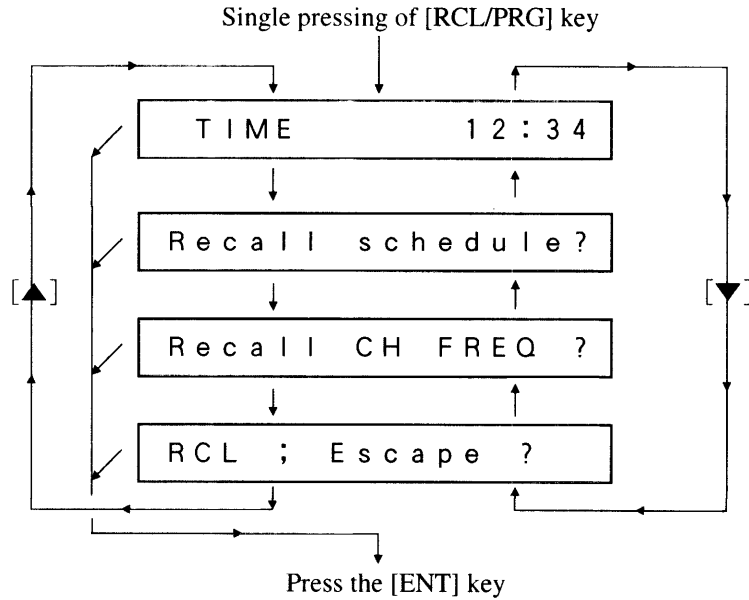 Single pressing of [RCL/PRG] key
TIME 12:34
Recall schedule?
[▲]
[▼]
Recall CH FREQ ?
RCL ; Escape ?
Press the [ENT] key